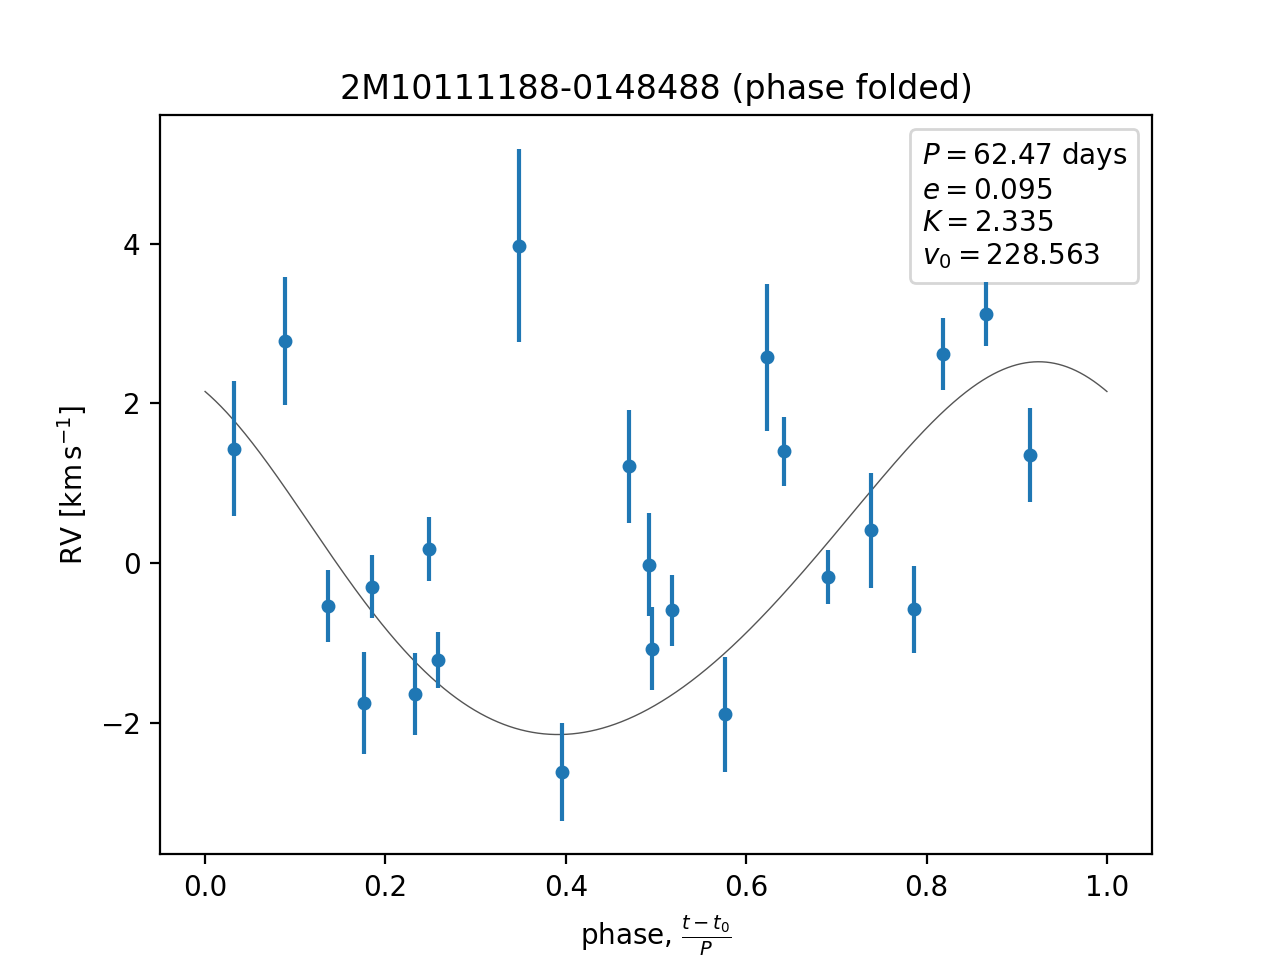 2M10111188-0148488 (phase folded)
P = 62.47 days
e = 0.095
K = 2.335
v₀ = 228.563
RV [km s⁻¹]
4
2
0
−2
0.0 0.2 0.4 0.6 0.8 1.0
phase, (t − t₀)/P